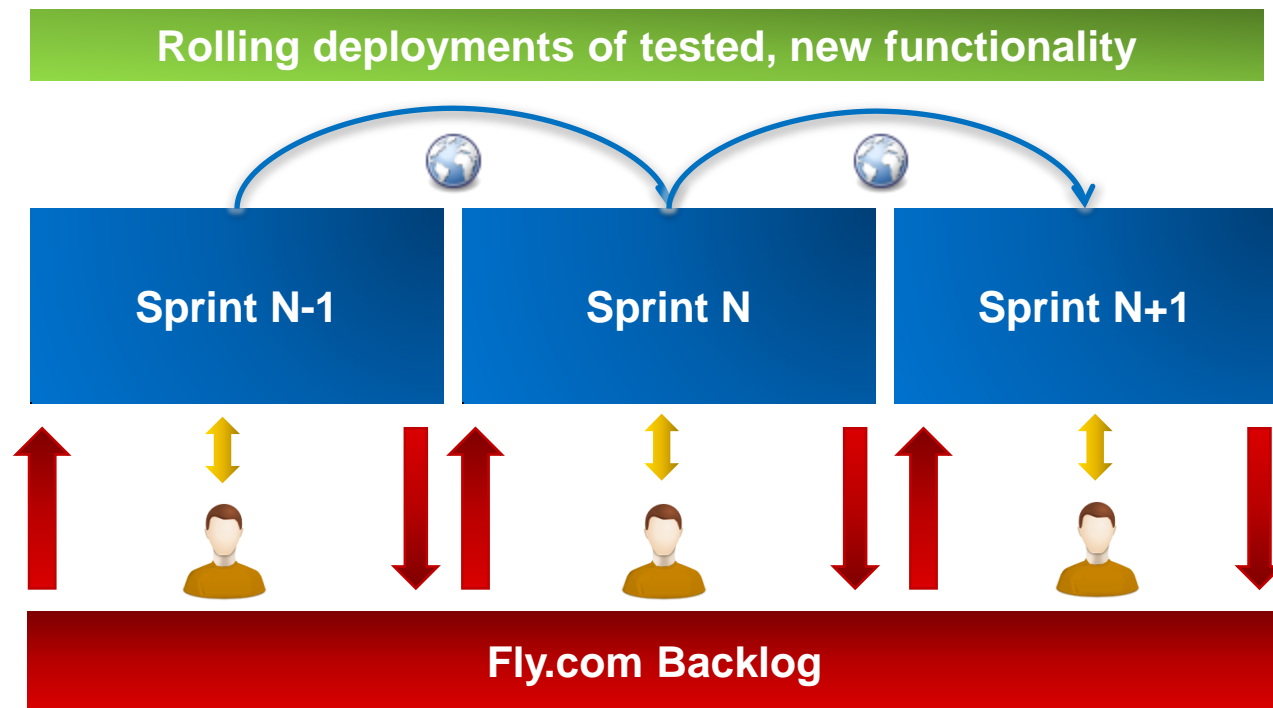 Rolling deployments of tested, new functionality
Sprint N-1
Sprint N
Sprint N+1
Fly.com Backlog